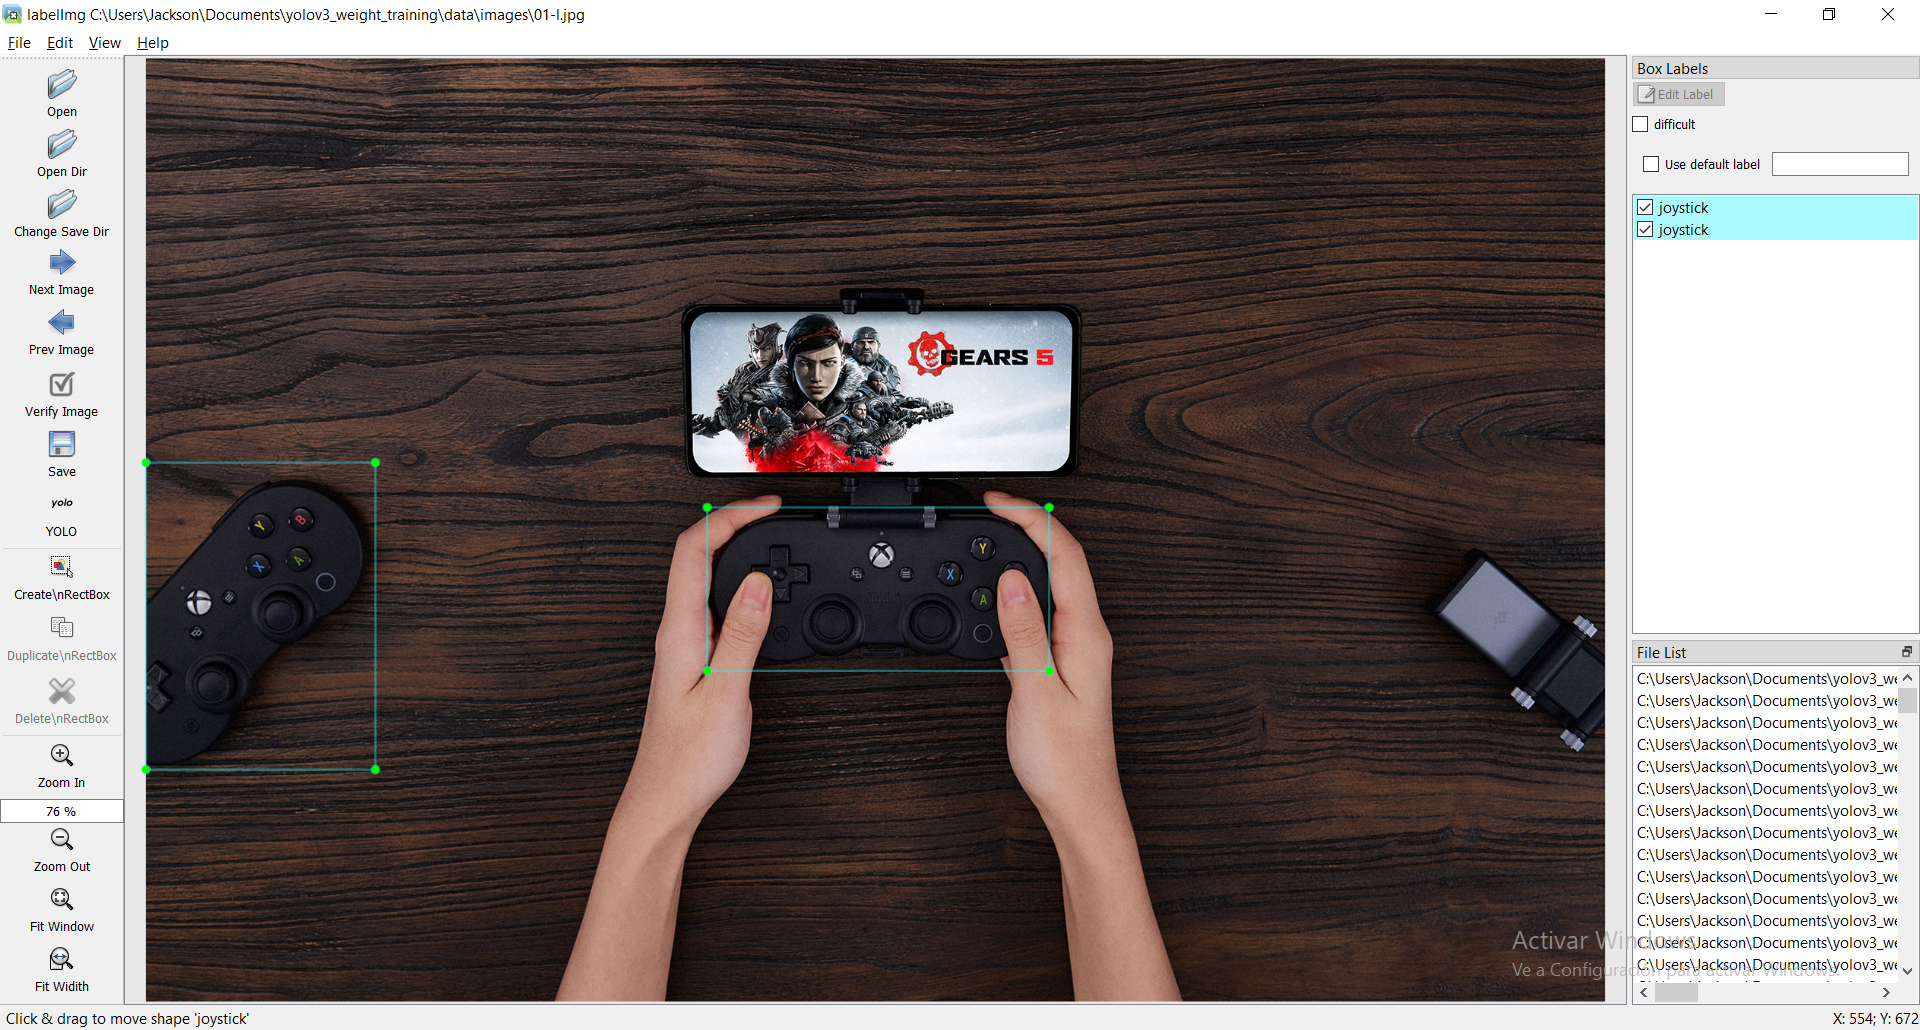 labelImg C:\Users\Jackson\Documents\yolov3_weight_training\data\images\01-l.jpg
File Edit View Help
Open
Open Dir
Change Save Dir
Next Image
Prev Image
Verify Image
Save
yolo
YOLO
Create\nRectBox
Duplicate\nRectBox
Delete\nRectBox
Zoom In
76 %
Zoom Out
Fit Window
Fit Width
GEARS 5
Y
B
X
A
Y
X
A
Box Labels
Edit Label
difficult
Use default label
joystick
joystick
File List
C:\Users\Jackson\Documents\yolov3_we
C:\Users\Jackson\Documents\yolov3_we
C:\Users\Jackson\Documents\yolov3_we
C:\Users\Jackson\Documents\yolov3_we
C:\Users\Jackson\Documents\yolov3_we
C:\Users\Jackson\Documents\yolov3_we
C:\Users\Jackson\Documents\yolov3_we
C:\Users\Jackson\Documents\yolov3_we
C:\Users\Jackson\Documents\yolov3_we
C:\Users\Jackson\Documents\yolov3_we
C:\Users\Jackson\Documents\yolov3_we
C:\Users\Jackson\Documents\yolov3_we
C:\Users\Jackson\Documents\yolov3_we
C:\Users\Jackson\Documents\yolov3_we
Activar Windows
Ve a Configuración para activar Windows.
Click & drag to move shape 'joystick'
X: 554; Y: 672